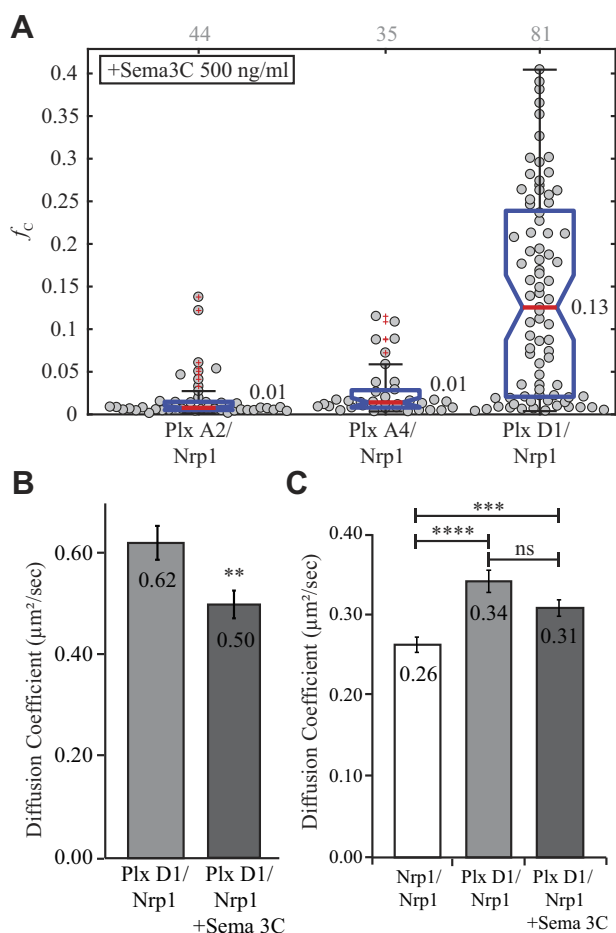 A
44 35 81
+Sema3C 500 ng/ml
0.4
0.35
0.3
0.25
0.2
0.15
0.1
0.05
0
f_C
0.01
0.01
0.13
Plx A2/
Nrp1
Plx A4/
Nrp1
Plx D1/
Nrp1
B
Diffusion Coefficient (µm²/sec)
0.60
0.40
0.60
0.00
0.62
**
0.50
Plx D1/
Nrp1
Plx D1/
Nrp1
+Sema 3C
C
Diffusion Coefficient (µm²/sec)
0.40
0.30
0.20
0.10
0.00
***
****
ns
0.26
0.34
0.31
Nrp1/
Nrp1
Plx D1/
Nrp1
Plx D1/
Nrp1
+Sema 3C